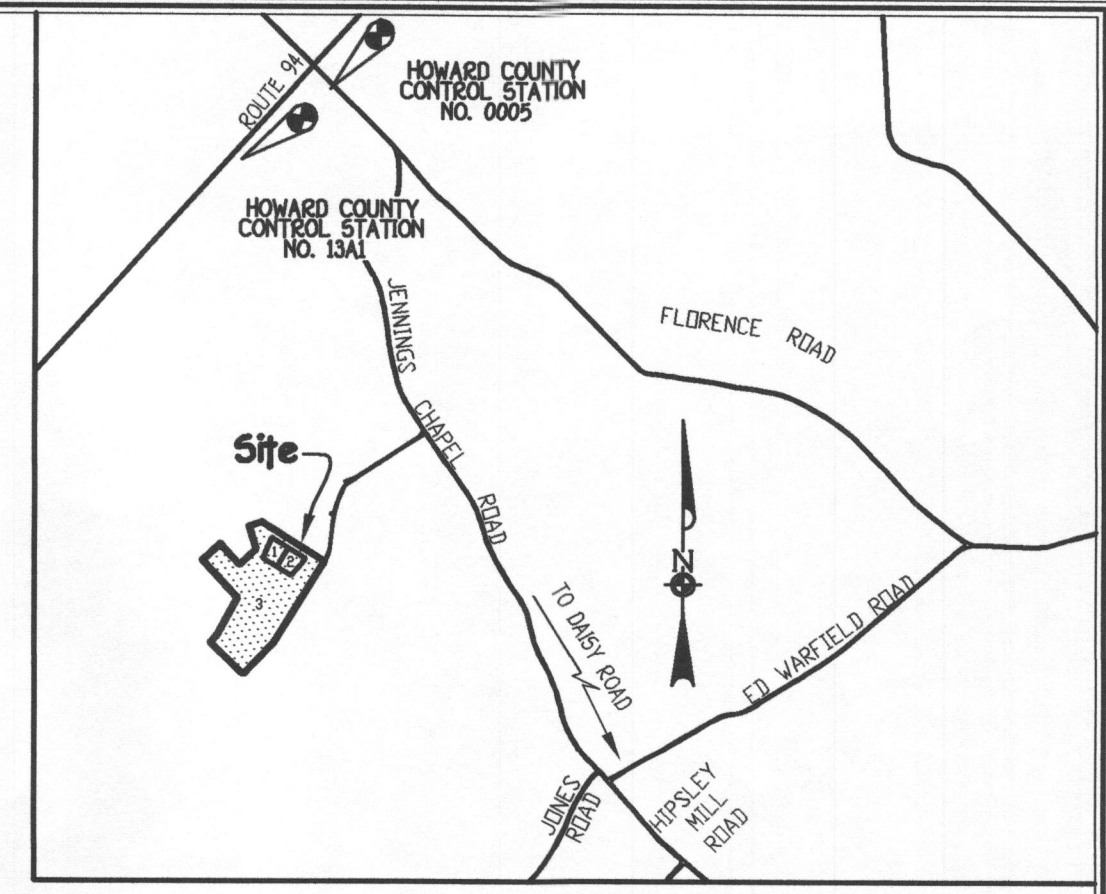 ROUTE 94
HOWARD COUNTY
CONTROL STATION
NO. 0005
HOWARD COUNTY
CONTROL STATION
NO. 13A1
JENNINGS
CHAPEL
ROAD
FLORENCE ROAD
Site
1
2
3
N
TO DAISY ROAD
ED WARFIELD ROAD
JONES
ROAD
HIPSLEY
MILL
ROAD